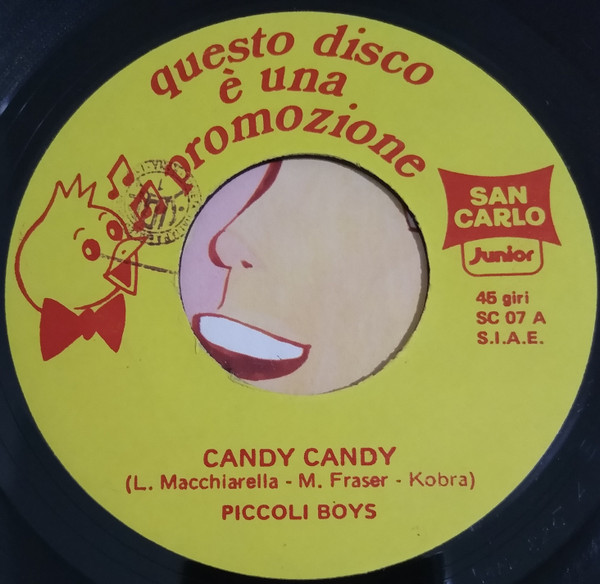 questo disco
è una
promozione
SAN
CARLO
Junior
45 giri
SC 07 A
S.I.A.E.
CANDY CANDY
(L. Macchiarella - M. Fraser - Kobra)
PICCOLI BOYS